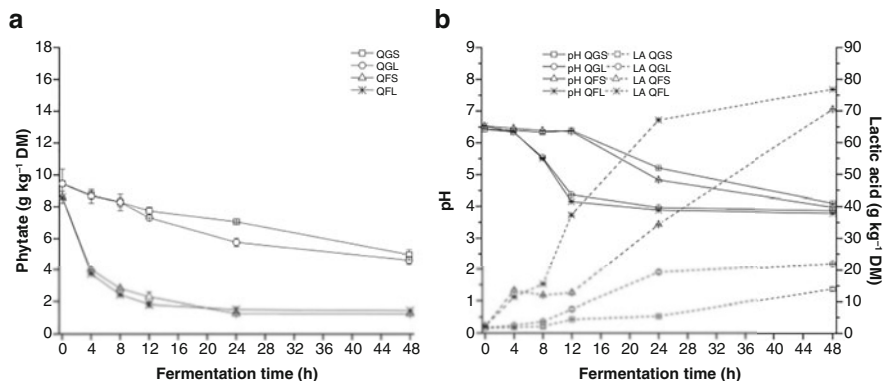 a
18
16
14
12
10
8
6
4
2
0
Phytate (g kg⁻¹ DM)
QGS
QGL
QFS
QFL
0 4 8 12 16 20 24 28 32 36 40 44 48
Fermentation time (h)
b
9
8
7
6
5
4
3
2
1
0
pH
pH QGS LA QGS
pH QGL LA QGL
pH QFS LA QFS
pH QFL LA QFL
90
80
70
60
50
40
30
20
10
0
Lactic acid (g kg⁻¹ DM)
0 4 8 12 16 20 24 28 32 36 40 44 48
Fermentation time (h)